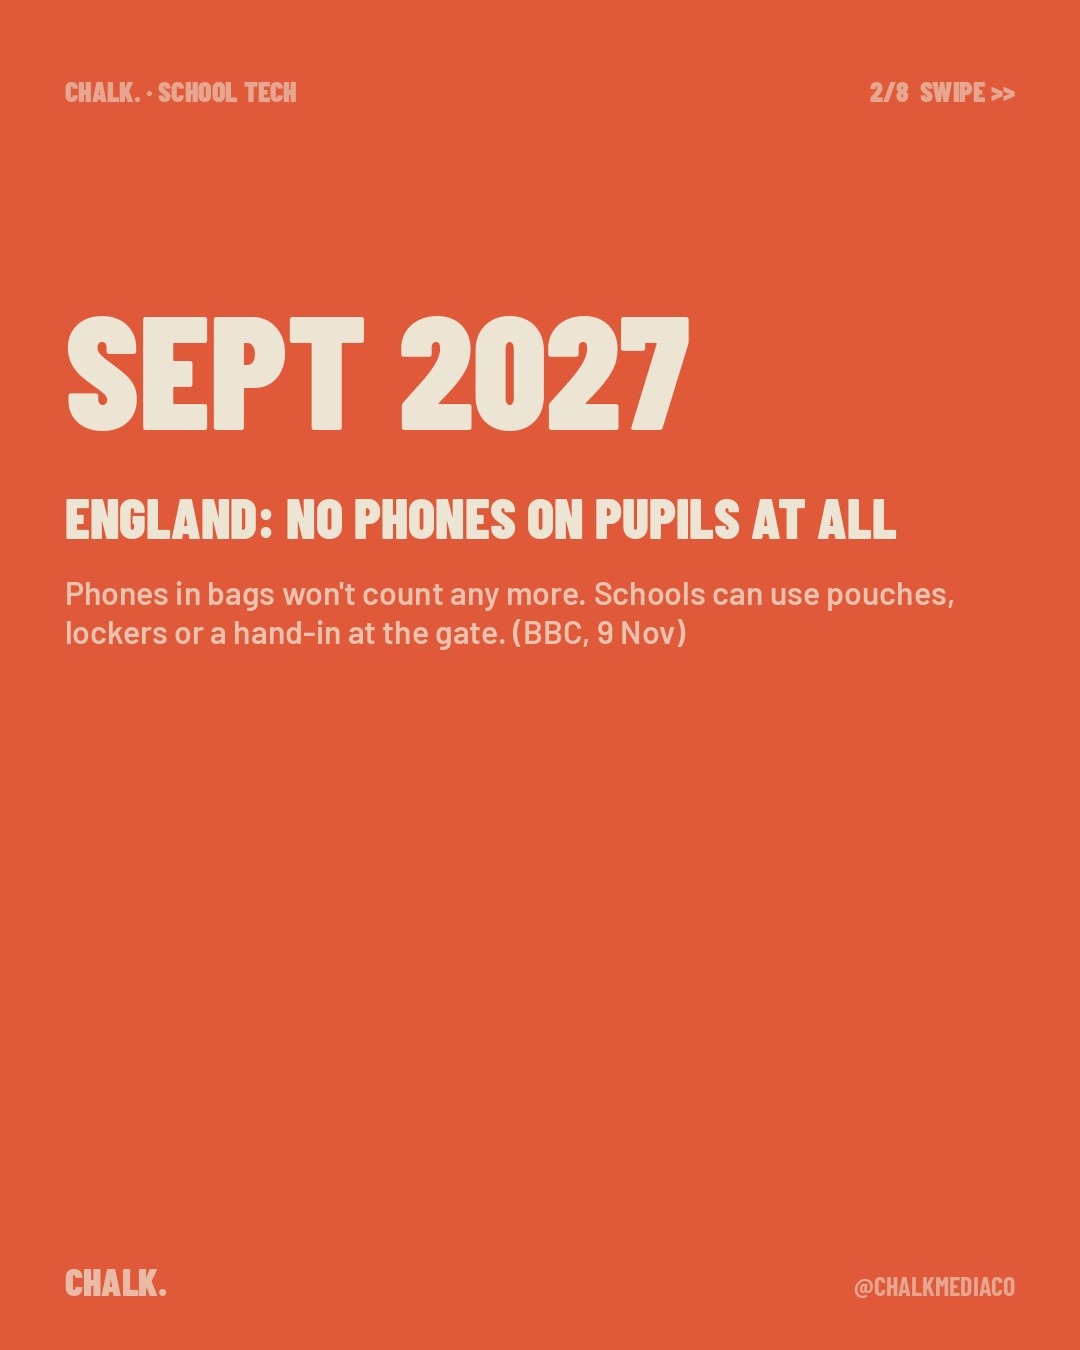 CHALK. · SCHOOL TECH
2/8 SWIPE >>
SEPT 2027
ENGLAND: NO PHONES ON PUPILS AT ALL
Phones in bags won't count any more. Schools can use pouches,
lockers or a hand-in at the gate. (BBC, 9 Nov)
CHALK.
@CHALKMEDIACO